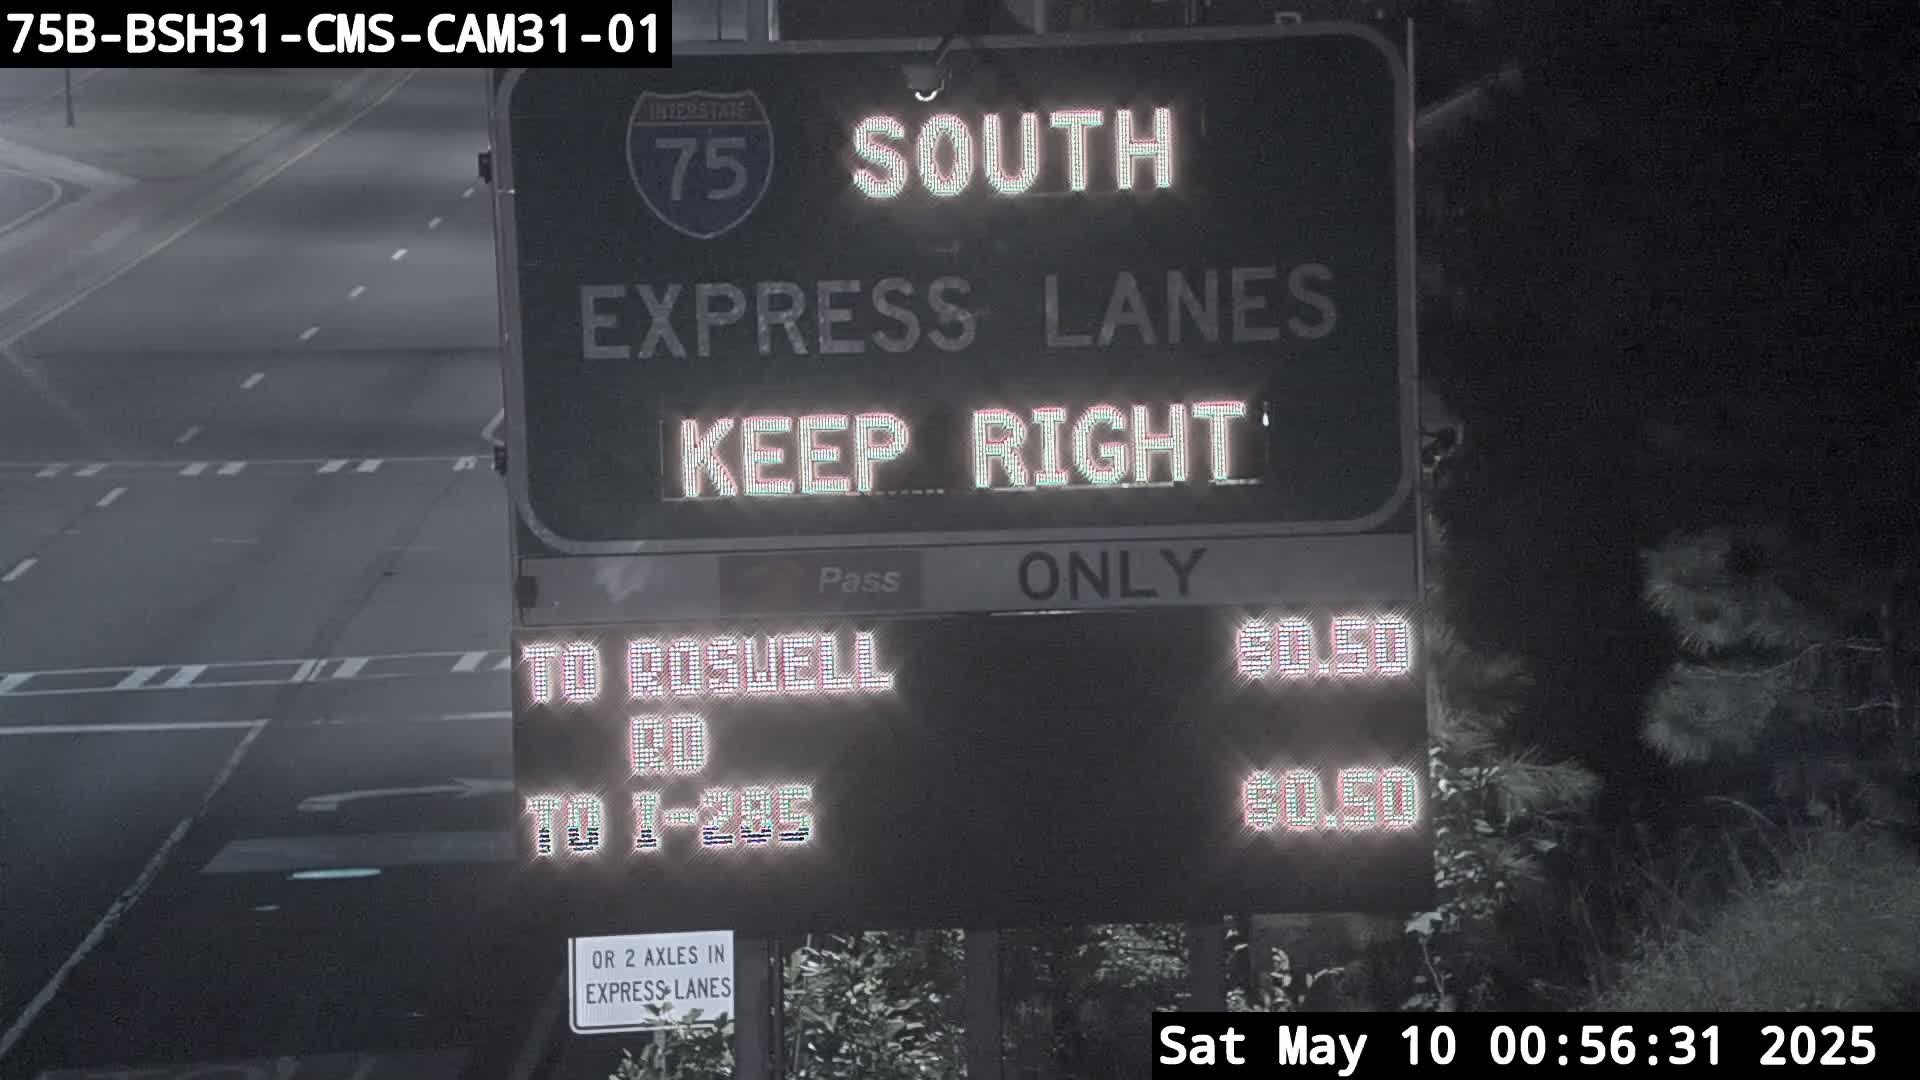 75B-BSH31-CMS-CAM31-01
INTERSTATE
75
SOUTH
EXPRESS LANES
KEEP RIGHT
Pass ONLY
TO ROSWELL $0.50
RD
TO I-285 $0.50
OR 2 AXLES IN
EXPRESS LANES
Sat May 10 00:56:31 2025